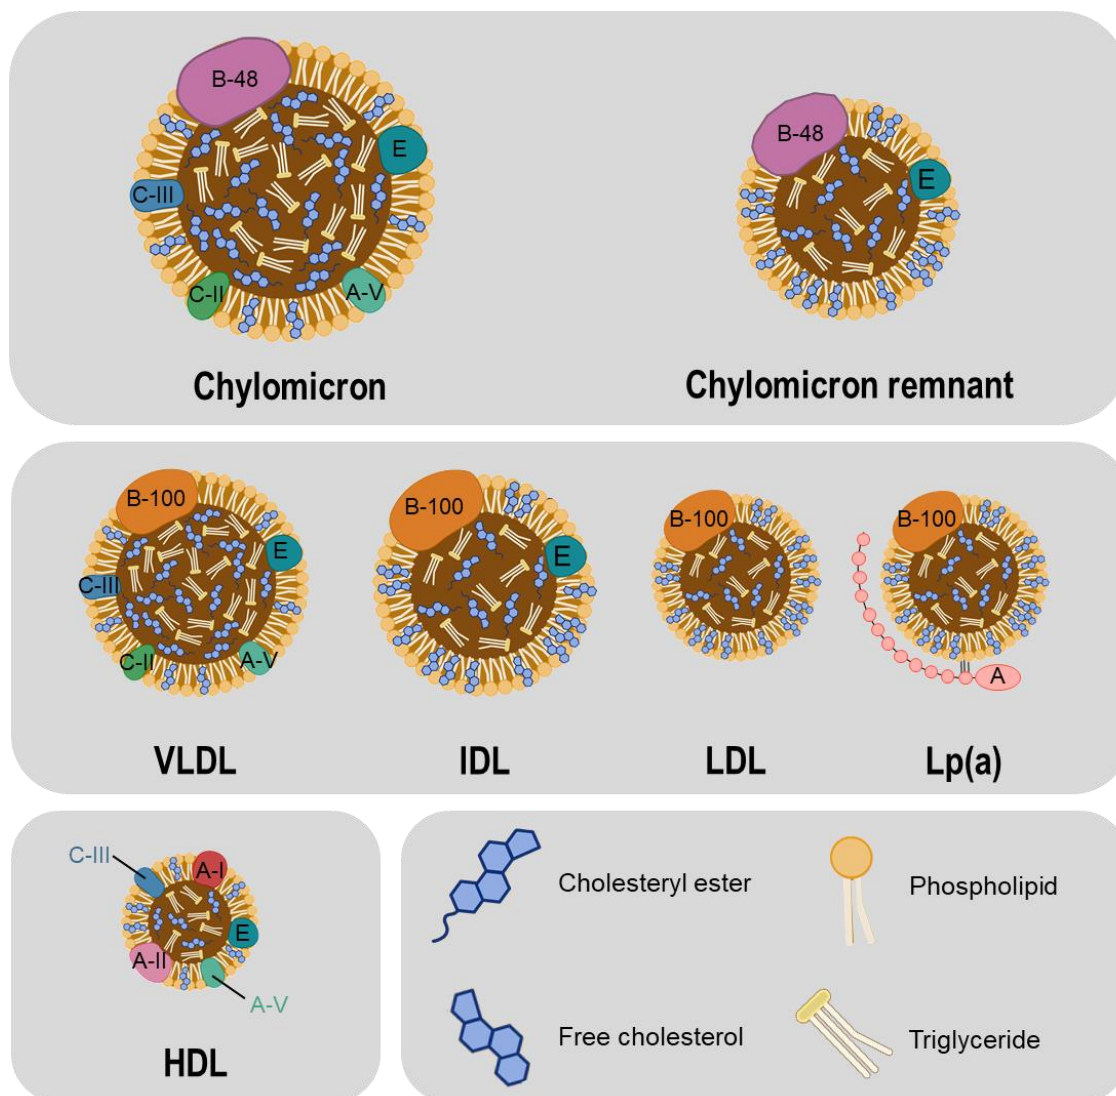 B-48
E
C-III
C-II
A-V
Chylomicron
B-48
E
Chylomicron remnant
B-100
E
C-III
C-II
A-V
VLDL
B-100
E
IDL
B-100
LDL
B-100
A
Lp(a)
C-III
A-I
E
A-II
A-V
HDL
Cholesteryl ester
Phospholipid
Free cholesterol
Triglyceride